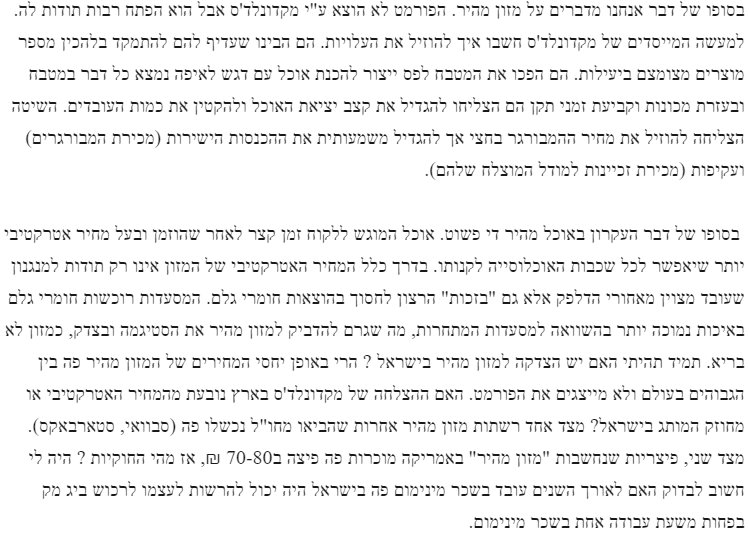 בסופו של דבר אנחנו מדברים על מזון מהיר. הפורמט לא הוצא ע"י מקדונלד'ס אבל הוא הפתח רבות תודות לה.
למעשה המייסדים של מקדונלד'ס חשבו איך להוזיל את העלויות. הם הבינו שעדיף להם להתמקד בלהכין מספר
מוצרים מצומצם ביעילות. הם הפכו את המטבח לפס ייצור להכנת אוכל עם דגש לאיפה נמצא כל דבר במטבח
ובעזרת מכונות וקביעת זמני תקן הם הצליחו להגדיל את קצב יציאת האוכל ולהקטין את כמות העובדים. השיטה
הצליחה להוזיל את מחיר ההמבורגר בחצי אך להגדיל משמעותית את ההכנסות הישירות (מכירת המבורגרים)
ועקיפות (מכירת זכיינות למודל המוצלח שלהם).
בסופו של דבר העקרון באוכל מהיר די פשוט. אוכל המוגש ללקוח זמן קצר לאחר שהוזמן ובעל מחיר אטרקטיבי
יותר שיאפשר לכל שכבות האוכלוסייה לקנותו. בדרך כלל המחיר האטרקטיבי של המזון אינו רק תודות למנגנון
שעובד מצוין מאחורי הדלפק אלא גם "בזכות" הרצון לחסוך בהוצאות חומרי גלם. המסעדות רוכשות חומרי גלם
באיכות נמוכה יותר בהשוואה למסעדות המתחרות, מה שגרם להדביק למזון מהיר את הסטיגמה ובצדק, כמזון לא
בריא. תמיד תהיתי האם יש הצדקה למזון מהיר בישראל ? הרי באופן יחסי המחירים של המזון מהיר פה בין
הגבוהים בעולם ולא מייצגים את הפורמט. האם ההצלחה של מקדונלד'ס בארץ נובעת מהמחיר האטרקטיבי או
מחוזק המותג בישראל? מצד אחד רשתות מזון מהיר אחרות שהביאו מחו"ל נכשלו פה (סבוואי, סטארבאקס).
מצד שני, פיצריות שנחשבות "מזון מהיר" באמריקה מוכרות פה פיצה ב70-80 ₪, אז מהי החוקיות ? היה לי
חשוב לבדוק האם לאורך השנים עובד בשכר מינימום פה בישראל היה יכול להרשות לעצמו לרכוש ביג מק
בפחות משעת עבודה אחת בשכר מינימום.